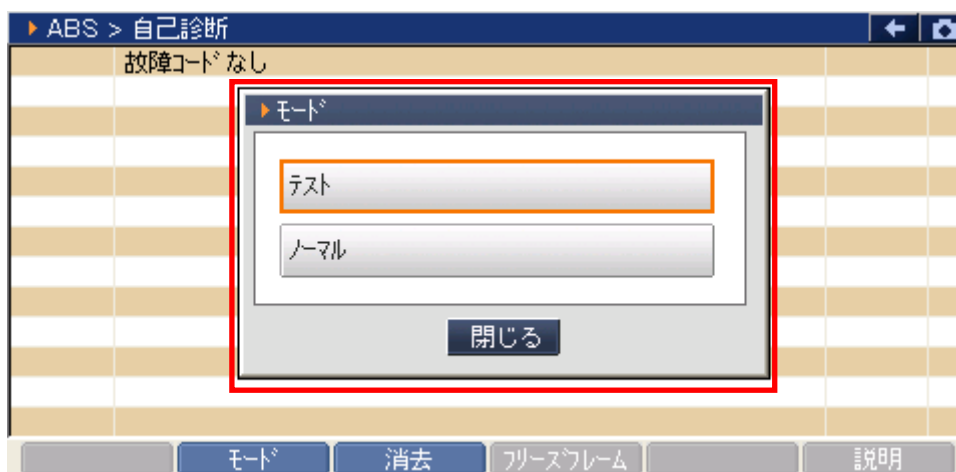 ABS > 自己診断
故障コードなし
モード
テスト
ノーマル
閉じる
モード 消去 フリーズフレーム 説明